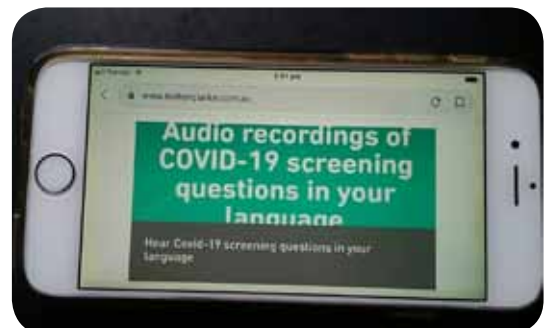 Audio recordings of
COVID-19 screening
questions in your
language
Hear Covid-19 screening questions in your
language